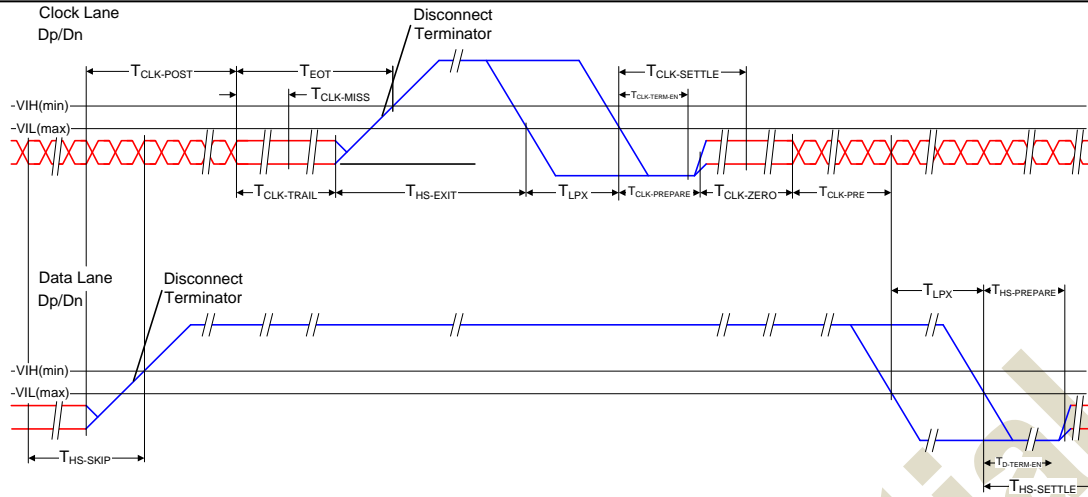 Clock Lane
Dp/Dn
Disconnect
Terminator
TCLK-POST
TEOT
TCLK-SETTLE
TCLK-MISS
TCLK-TERM-EN
VIH(min)
VIL(max)
TCLK-TRAIL
THS-EXIT
TLPX
TCLK-PREPARE
TCLK-ZERO
TCLK-PRE
Data Lane
Dp/Dn
Disconnect
Terminator
TLPX
THS-PREPARE
VIH(min)
VIL(max)
THS-SKIP
TD-TERM-EN
THS-SETTLE